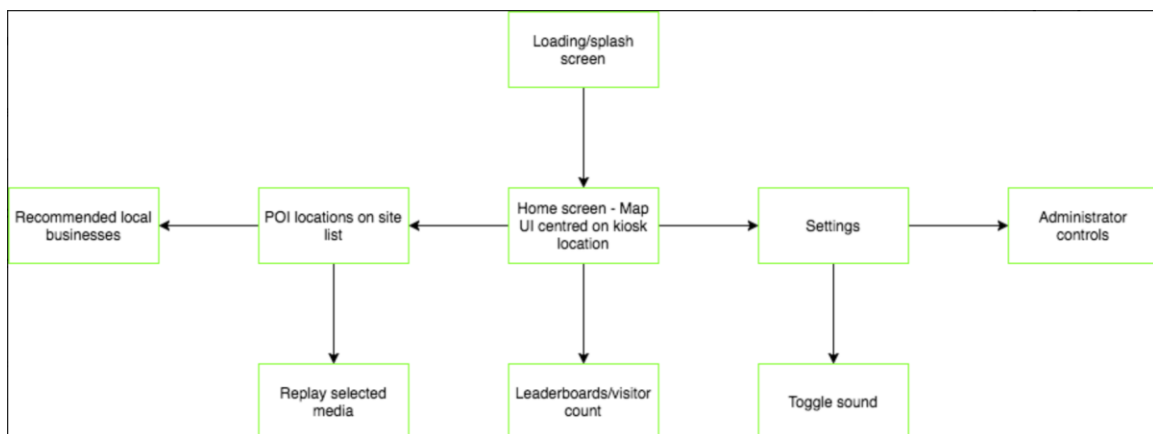 Loading/splash
screen
Recommended local
businesses
POI locations on site
list
Home screen - Map
UI centred on kiosk
location
Settings
Administrator
controls
Replay selected
media
Leaderboards/visitor
count
Toggle sound